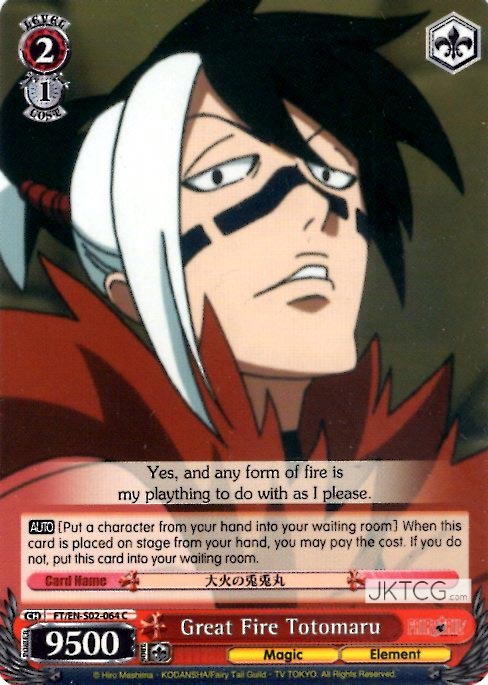 LEVEL
2
1
COST
Yes, and any form of fire is
my plaything to do with as I please.
AUTO [Put a character from your hand into your waiting room] When this
card is placed on stage from your hand, you may pay the cost. If you do
not, put this card into your waiting room.
Card Name 大火の兎兎丸
JKTCG.com
CH FT/EN-S02-064 C
POWER 9500 SOUL Great Fire Totomaru FAIRY TAIL
Magic Element
© Hiro Mashima - KODANSHA/Fairy Tail Guild - TV TOKYO. All Rights Reserved.